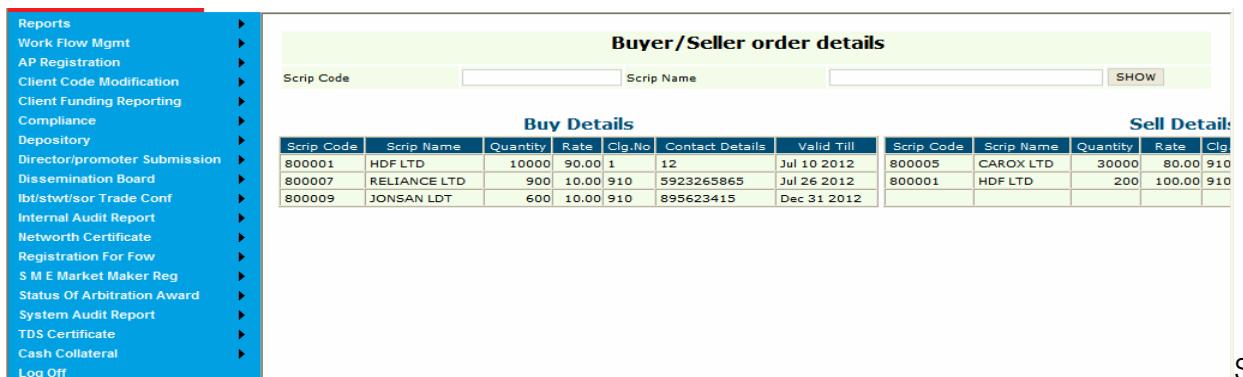 Reports
Work Flow Mgmt
AP Registration
Client Code Modification
Client Funding Reporting
Compliance
Depository
Director/promoter Submission
Dissemination Board
Ibt/stwt/sor Trade Conf
Internal Audit Report
Networth Certificate
Registration For Fow
S M E Market Maker Reg
Status Of Arbitration Award
System Audit Report
TDS Certificate
Cash Collateral
Log Off
Buyer/Seller order details
Scrip Code Scrip Name SHOW
Buy Details
Scrip Code Scrip Name Quantity Rate Clg.No Contact Details Valid Till
800001 HDF LTD 10000 90.00 1 12 Jul 10 2012
800007 RELIANCE LTD 900 10.00 910 5923265865 Jul 26 2012
800009 JONSAN LDT 600 10.00 910 895623415 Dec 31 2012
Sell Details
Scrip Code Scrip Name Quantity Rate Clg.
800005 CAROX LTD 30000 80.00 910
800001 HDF LTD 200 100.00 910
S